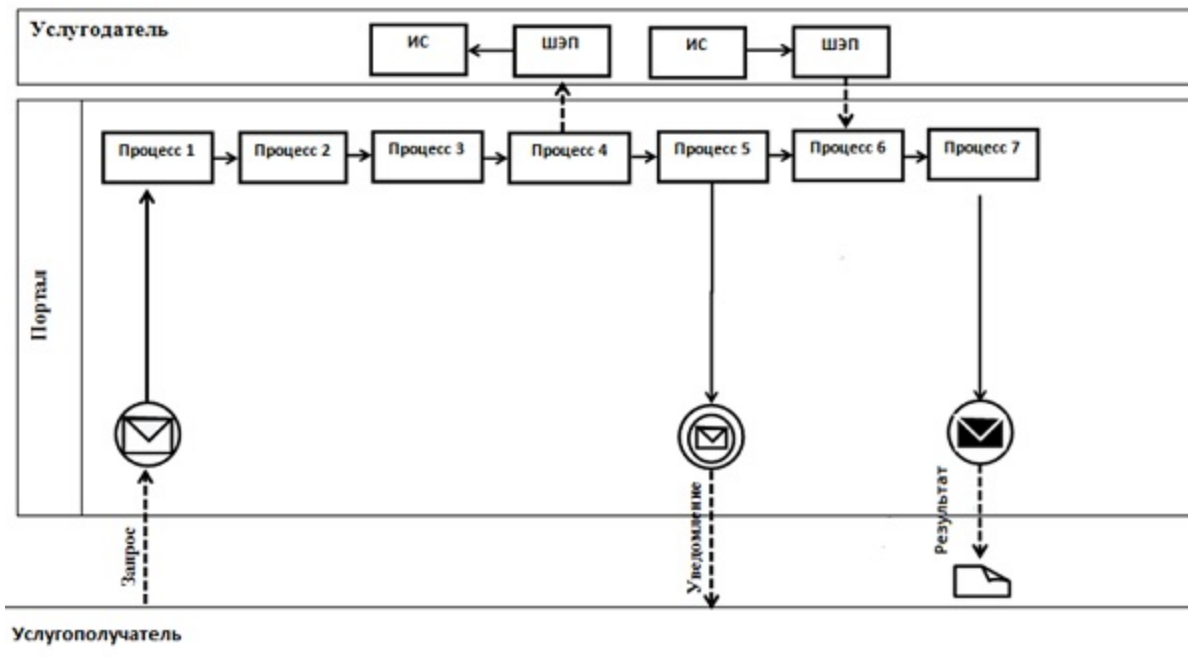 Услугодатель
ИС
ШЭП
ИС
ШЭП
Процесс 1
Процесс 2
Процесс 3
Процесс 4
Процесс 5
Процесс 6
Процесс 7
Портал
Запрос
Уведомление
Результат
Услугополучатель